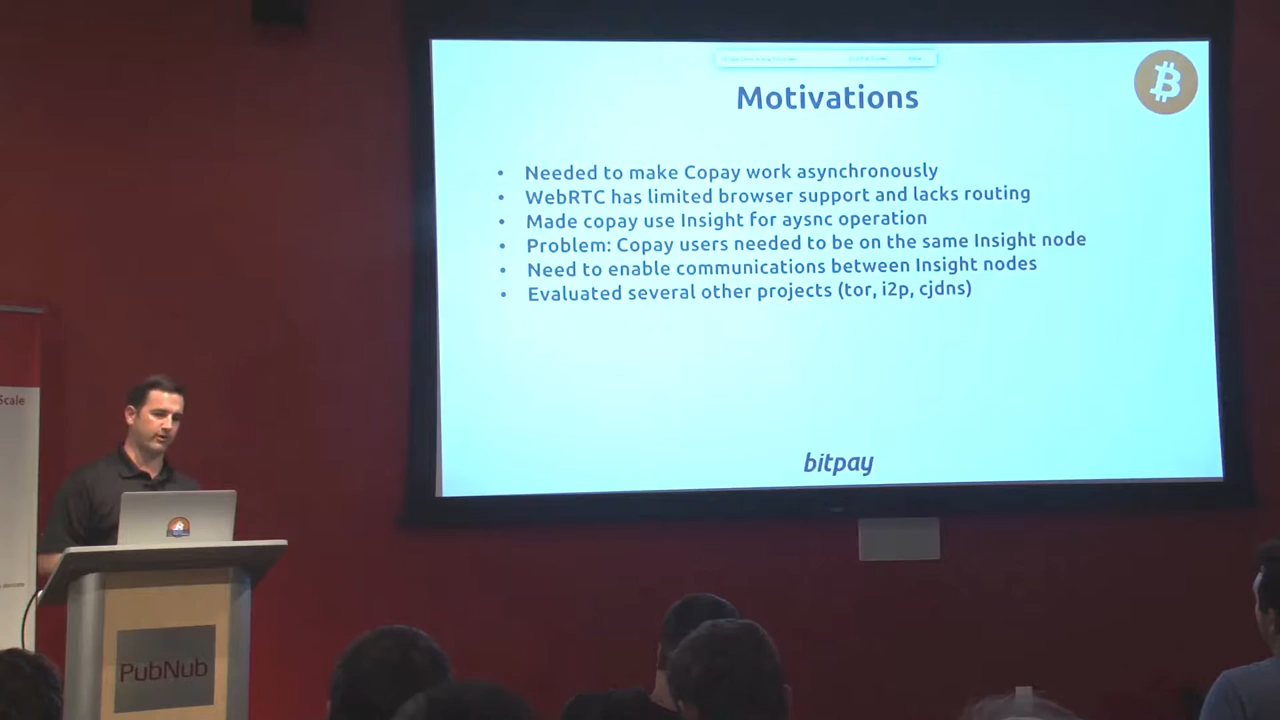 Motivations
• Needed to make Copay work asynchronously
• WebRTC has limited browser support and lacks routing
• Made copay use Insight for aysnc operation
• Problem: Copay users needed to be on the same Insight node
• Need to enable communications between Insight nodes
• Evaluated several other projects (tor, i2p, cjdns)
bitpay
Scale
PubNub